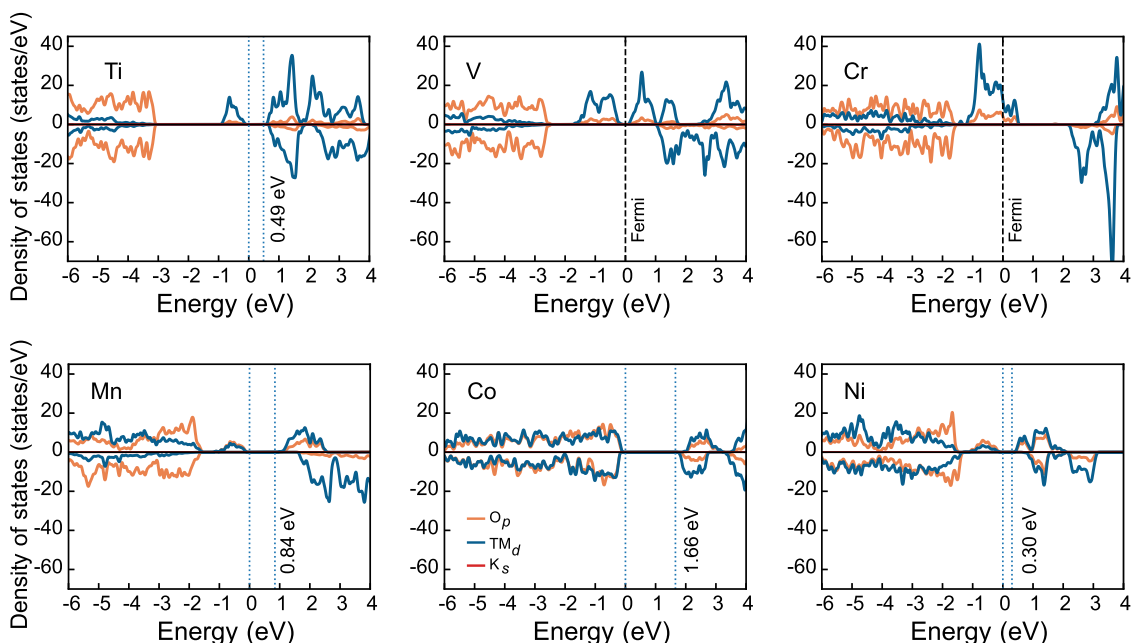 Density of states (states/eV)
40
20
0
-20
-40
-60
Ti
0.49 eV
-6 -5 -4 -3 -2 -1 0 1 2 3 4
Energy (eV)
40
20
0
-20
-40
-60
V
Fermi
-6 -5 -4 -3 -2 -1 0 1 2 3 4
Energy (eV)
40
20
0
-20
-40
-60
Cr
Fermi
-6 -5 -4 -3 -2 -1 0 1 2 3 4
Energy (eV)
Density of states (states/eV)
40
20
0
-20
-40
-60
Mn
0.84 eV
-6 -5 -4 -3 -2 -1 0 1 2 3 4
Energy (eV)
40
20
0
-20
-40
-60
Co
Op
TMd
Ks
1.66 eV
-6 -5 -4 -3 -2 -1 0 1 2 3 4
Energy (eV)
40
20
0
-20
-40
-60
Ni
0.30 eV
-6 -5 -4 -3 -2 -1 0 1 2 3 4
Energy (eV)